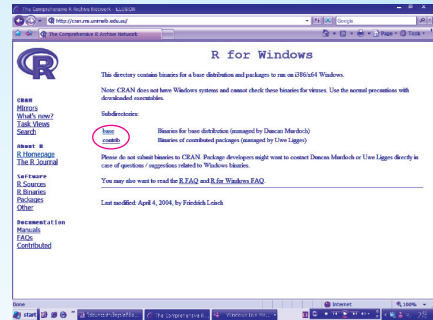 The Comprehensive R Archive Network
http://cran.ms.unimelb.edu.au/
Google
The Comprehensive R Archive Network
Page
R
R for Windows
This directory contains binaries for a base distribution and packages to run on i386/x64 Windows.
Note: CRAN does not have Windows systems and cannot check these binaries for viruses. Use the normal precautions with
downloaded executables.
Subdirectories:
base Binaries for base distribution (managed by Duncan Murdoch)
contrib Binaries of contributed packages (managed by Uwe Ligges)
Please do not submit binaries to CRAN. Package developers might want to contact Duncan Murdoch or Uwe Ligges directly in
case of questions / suggestions related to Windows binaries.
You may also want to read the R FAQ and R for Windows FAQ.
Last modified: April 4, 2004, by Friedrich Leisch
CRAN
Mirrors
What's new?
Task Views
Search
About R
R Homepage
The R Journal
Software
R Sources
R Binaries
Packages
Other
Documentation
Manuals
FAQs
Contributed
Done
Internet
100%
start
The Comprehensive R...
Windows Live